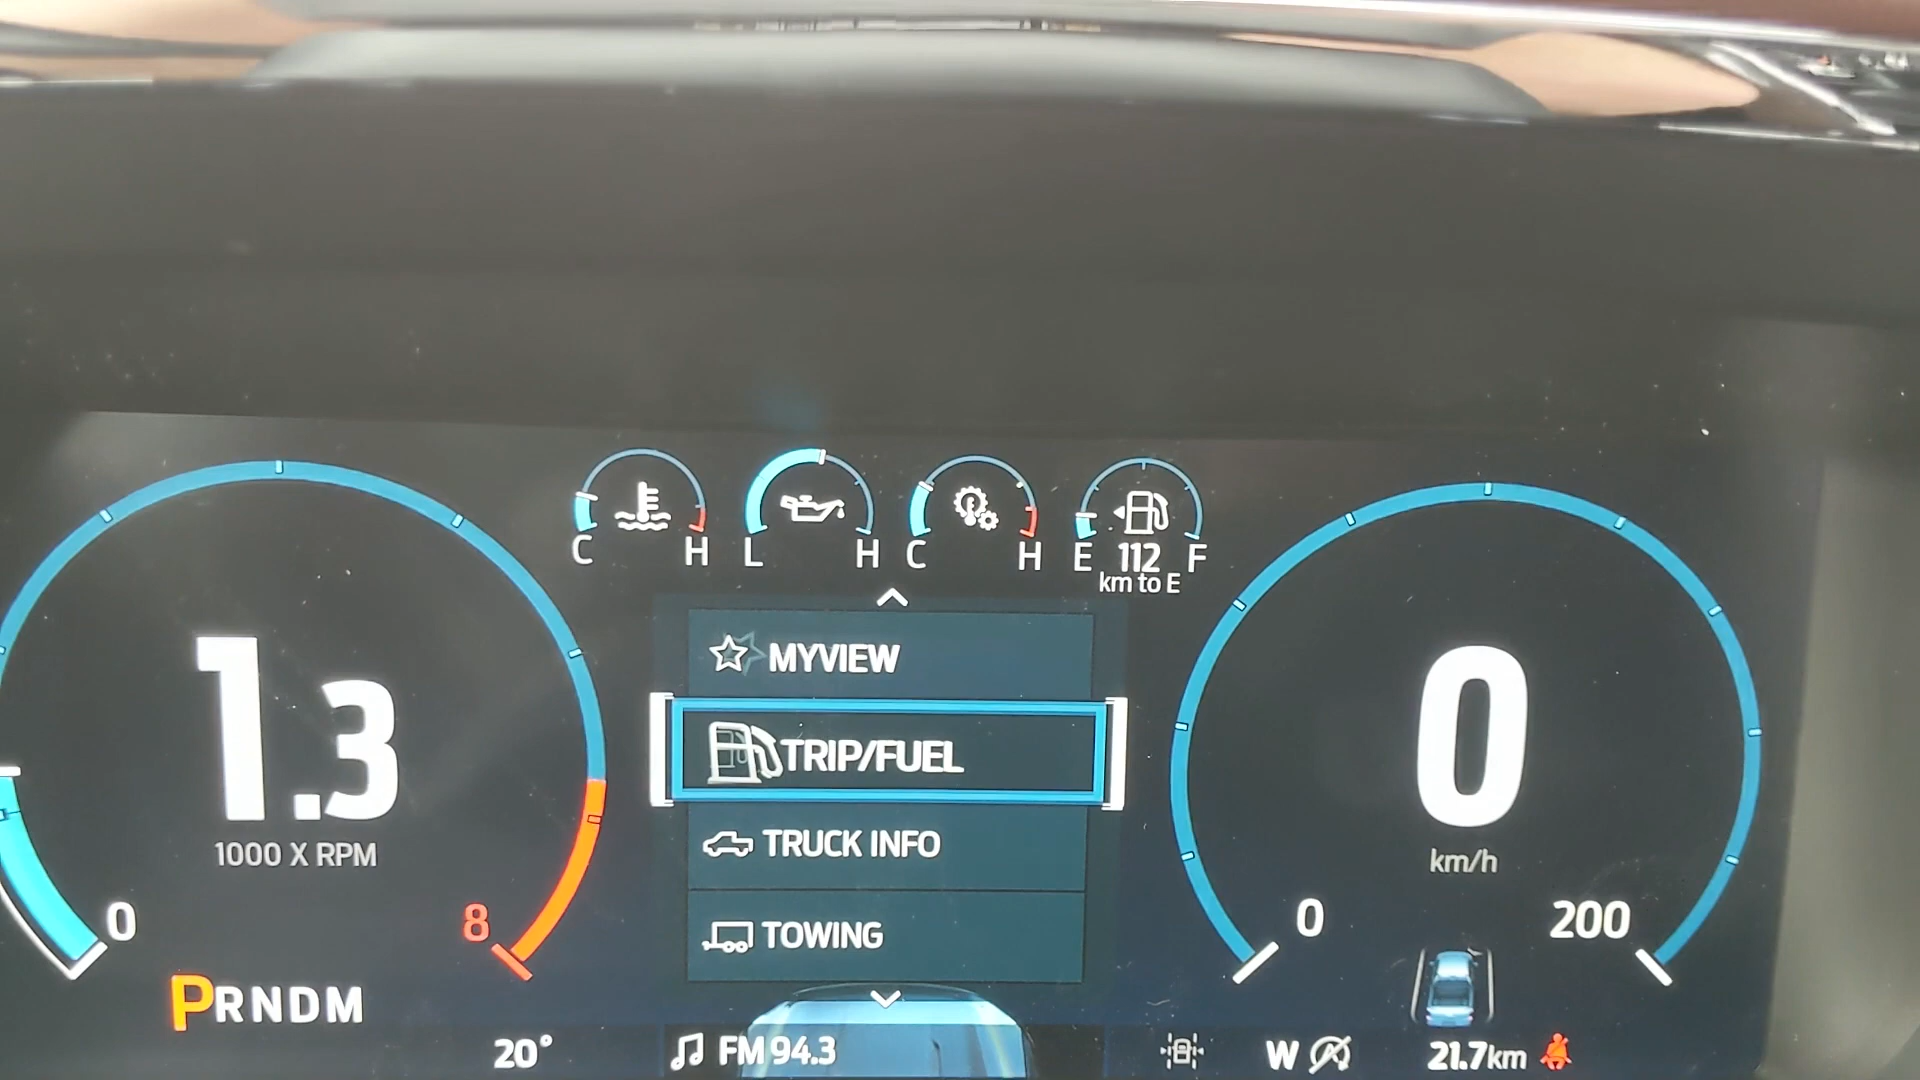 C H L H C H E 112 F
km to E
MYVIEW
TRIP/FUEL
TRUCK INFO
TOWING
1.3
1000 X RPM
0 8
PRNDM
0
km/h
0 200
20°
FM 94.3
W
21.7km